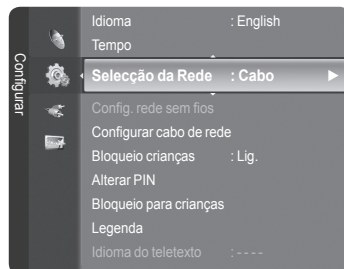 Configurar
Idioma : English
Tempo
Selecção da Rede : Cabo
Config. rede sem fios
Configurar cabo de rede
Bloqueio crianças : Lig.
Alterar PIN
Bloqueio para crianças
Legenda
Idioma do teletexto : - - - -